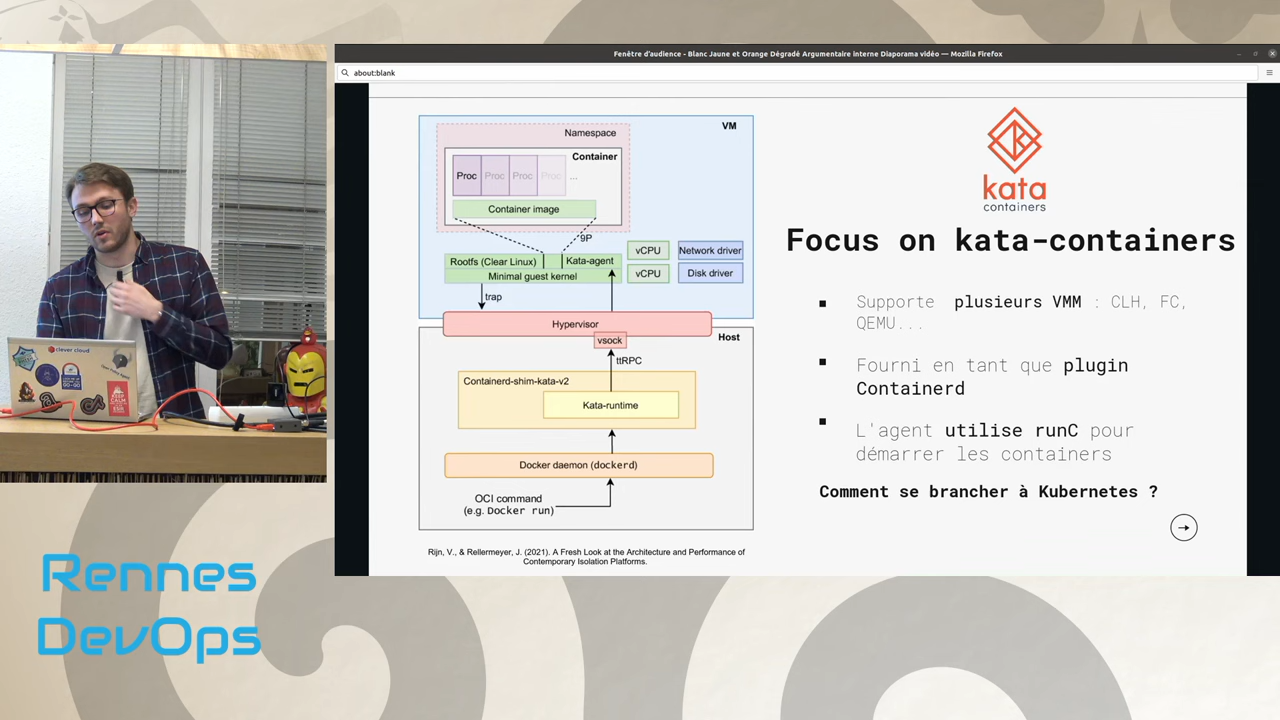 Fenêtre d'audience - Blanc Jaune et Orange Dégradé Argumentaire interne Diaporama vidéo — Mozilla Firefox
about:blank
VM
Namespace
Container
Proc
Proc
Proc
Proc
...
Container image
9P
Rootfs (Clear Linux)
Kata-agent
Minimal guest kernel
vCPU
vCPU
Network driver
Disk driver
trap
Hypervisor
vsock
Host
ttRPC
Containerd-shim-kata-v2
Kata-runtime
Docker daemon (dockerd)
OCI command
(e.g. Docker run)
Rijn, V., & Rellermeyer, J. (2021). A Fresh Look at the Architecture and Performance of
Contemporary Isolation Platforms.
kata
containers
Focus on kata-containers
Supporte plusieurs VMM : CLH, FC,
QEMU...
Fourni en tant que plugin
Containerd
L'agent utilise runC pour
démarrer les containers
Comment se brancher à Kubernetes ?
clever cloud
KEEP
CALM
Rennes
DevOps